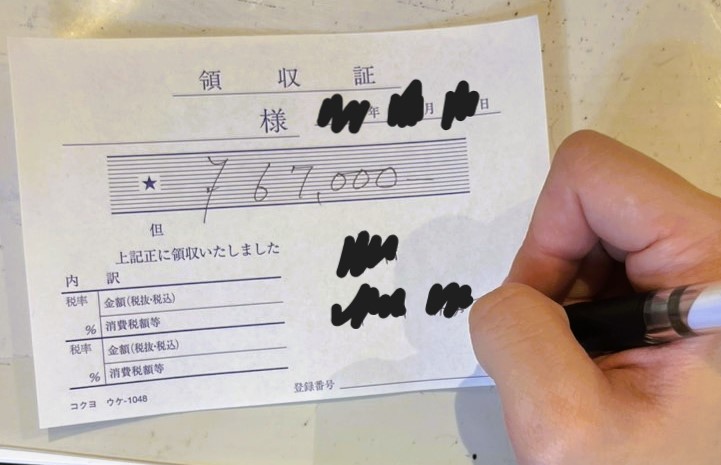 領収証
様 年 月 日
★ ¥67,000-
但
上記正に領収いたしました
内訳
税率 金額(税抜・税込)
% 消費税額等
税率 金額(税抜・税込)
% 消費税額等
登録番号
コクヨ ウケ-1048